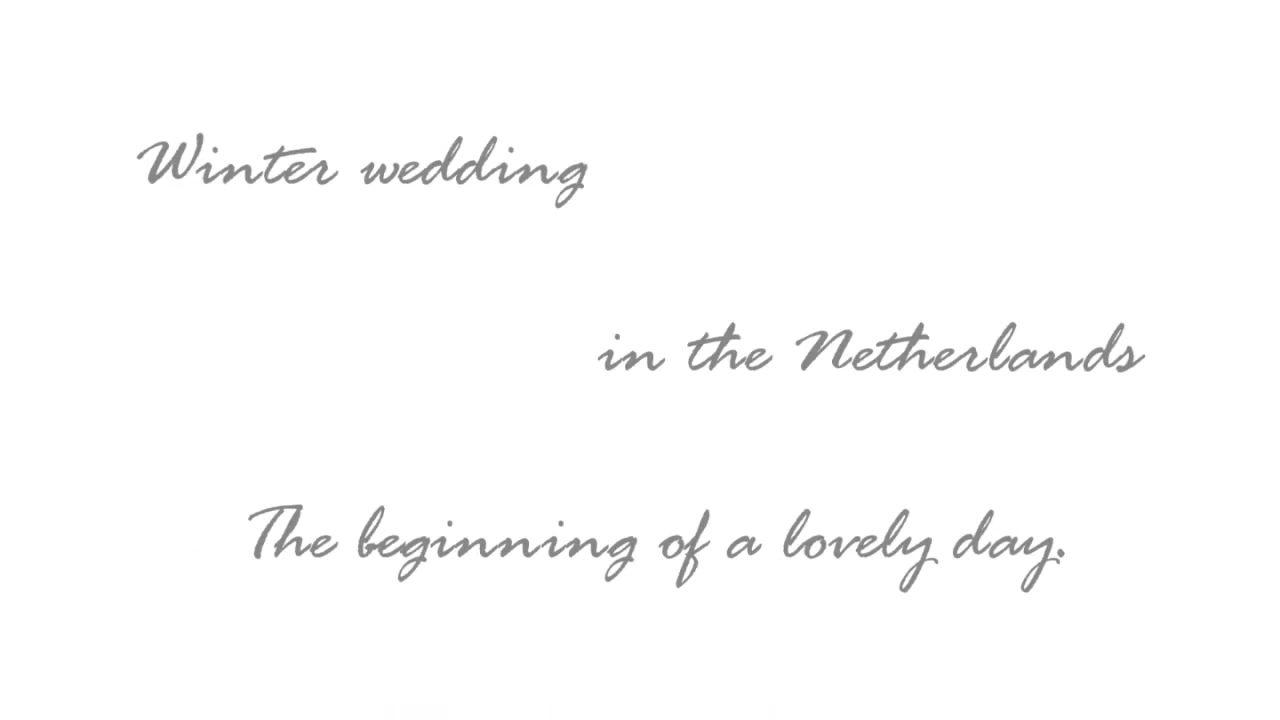 Winter wedding
in the Netherlands
The beginning of a lovely day.